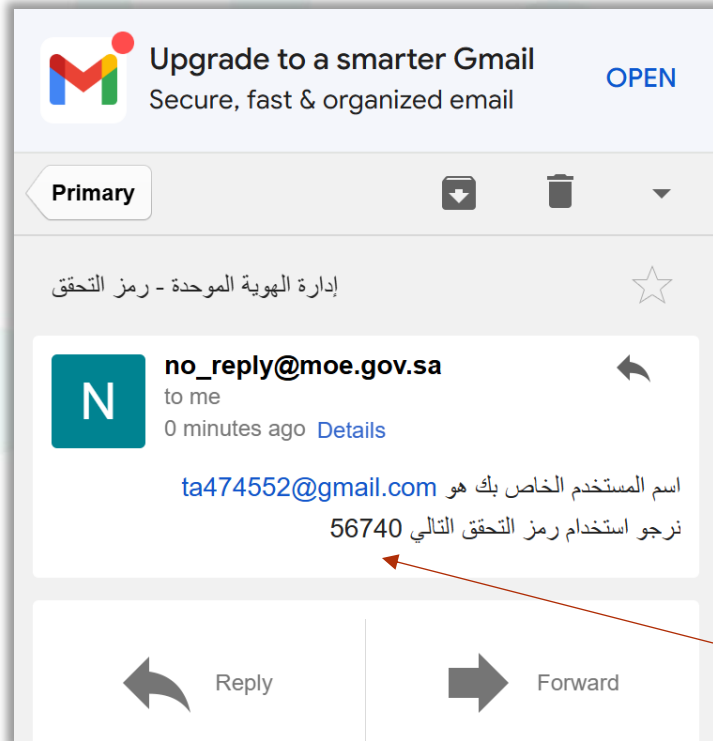 Upgrade to a smarter Gmail
Secure, fast & organized email
OPEN
Primary
إدارة الهوية الموحدة - رمز التحقق
N
no_reply@moe.gov.sa
to me
0 minutes ago Details
اسم المستخدم الخاص بك هو ta474552@gmail.com
نرجو استخدام رمز التحقق التالي 56740
Reply
Forward